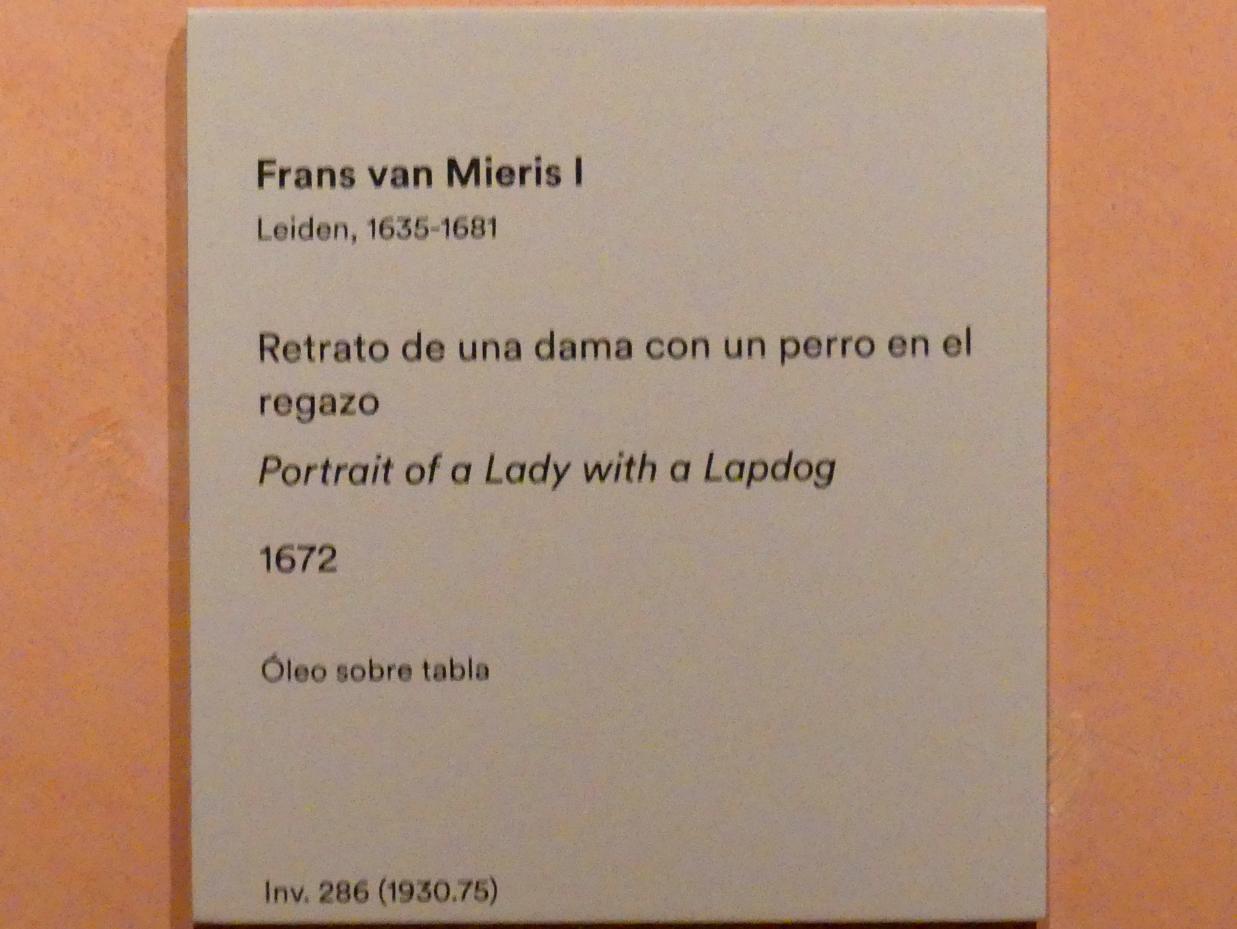 Frans van Mieris I
Leiden, 1635-1681
Retrato de una dama con un perro en el
regazo
Portrait of a Lady with a Lapdog
1672
Óleo sobre tabla
Inv. 286 (1930.75)